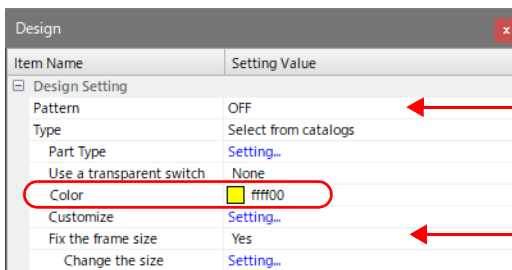 Design
x
Item Name Setting Value
Design Setting
Pattern OFF
Type Select from catalogs
Part Type Setting...
Use a transparent switch None
Color ffff00
Customize Setting...
Fix the frame size Yes
Change the size Setting...